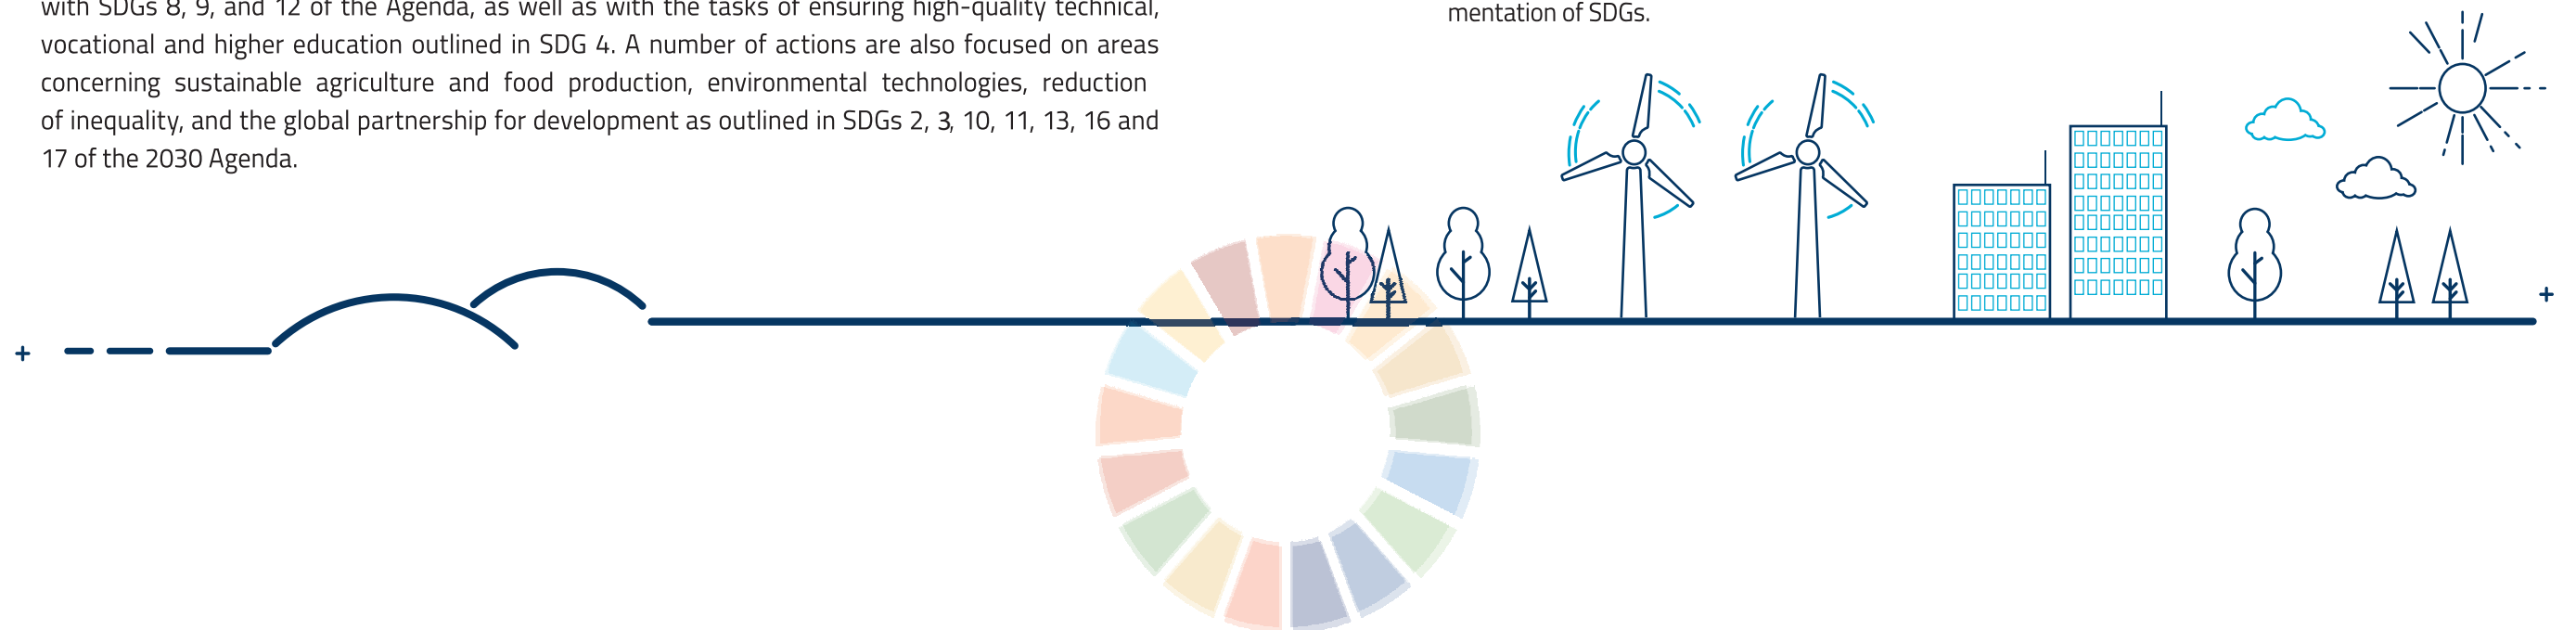 with SDGs 8, 9, and 12 of the Agenda, as well as with the tasks of ensuring high-quality technical,
vocational and higher education outlined in SDG 4. A number of actions are also focused on areas
concerning sustainable agriculture and food production, environmental technologies, reduction
of inequality, and the global partnership for development as outlined in SDGs 2, 3, 10, 11, 13, 16 and
17 of the 2030 Agenda.
mentation of SDGs.